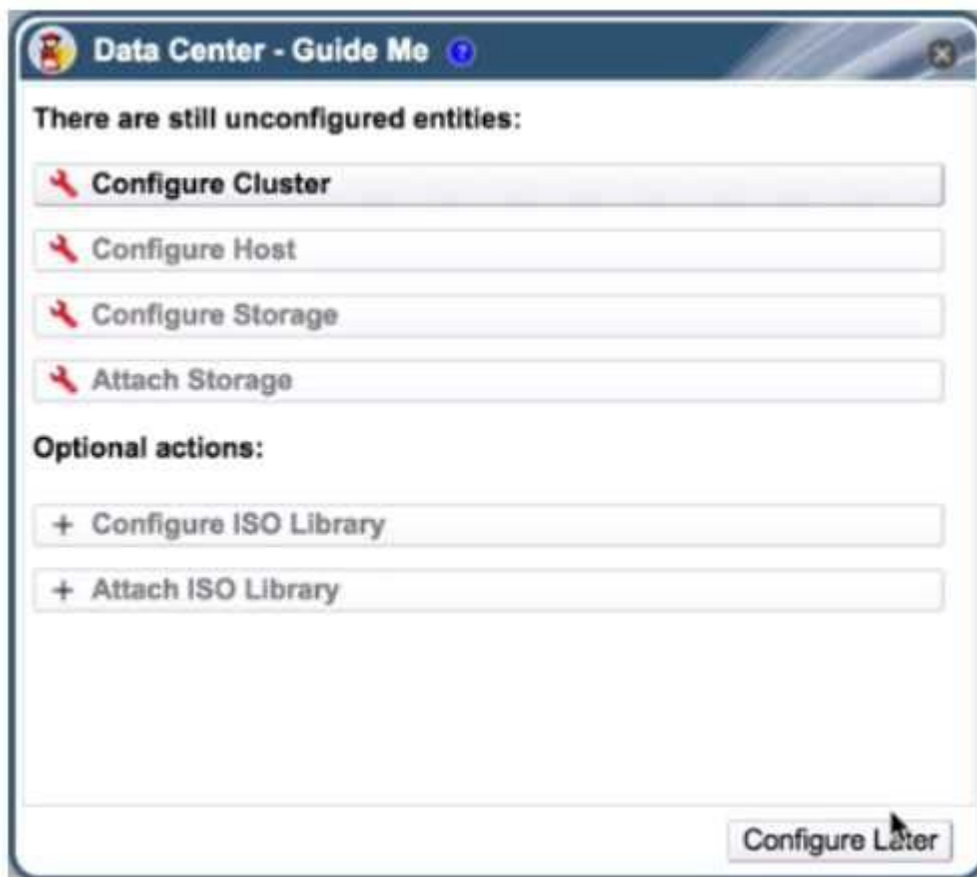 Data Center - Guide Me ?
There are still unconfigured entities:
Configure Cluster
Configure Host
Configure Storage
Attach Storage
Optional actions:
+ Configure ISO Library
+ Attach ISO Library
Configure Later